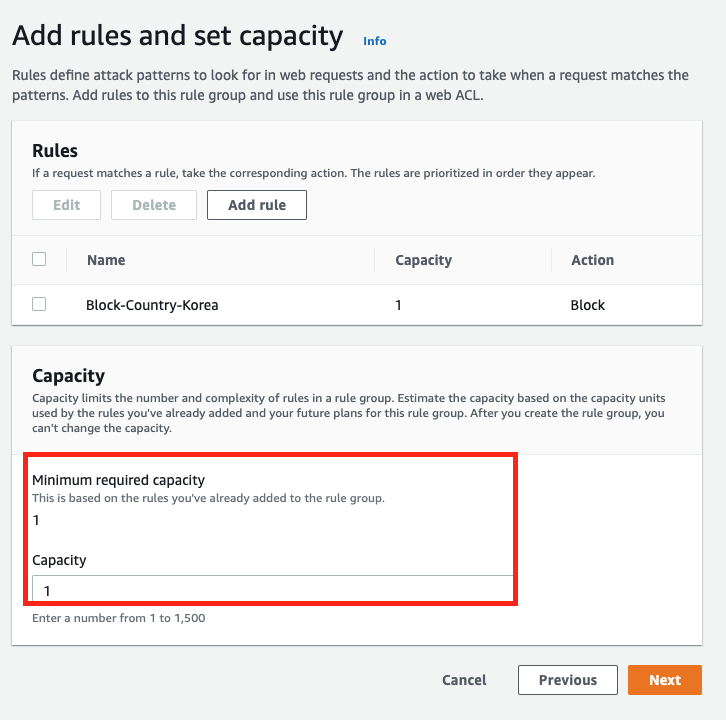 Add rules and set capacity Info
Rules define attack patterns to look for in web requests and the action to take when a request matches the
patterns. Add rules to this rule group and use this rule group in a web ACL.
Rules
If a request matches a rule, take the corresponding action. The rules are prioritized in order they appear.
Edit Delete Add rule
Name Capacity Action
Block-Country-Korea 1 Block
Capacity
Capacity limits the number and complexity of rules in a rule group. Estimate the capacity based on the capacity units
used by the rules you've already added and your future plans for this rule group. After you create the rule group, you
can't change the capacity.
Minimum required capacity
This is based on the rules you've already added to the rule group.
1
Capacity
1
Enter a number from 1 to 1,500
Cancel Previous Next